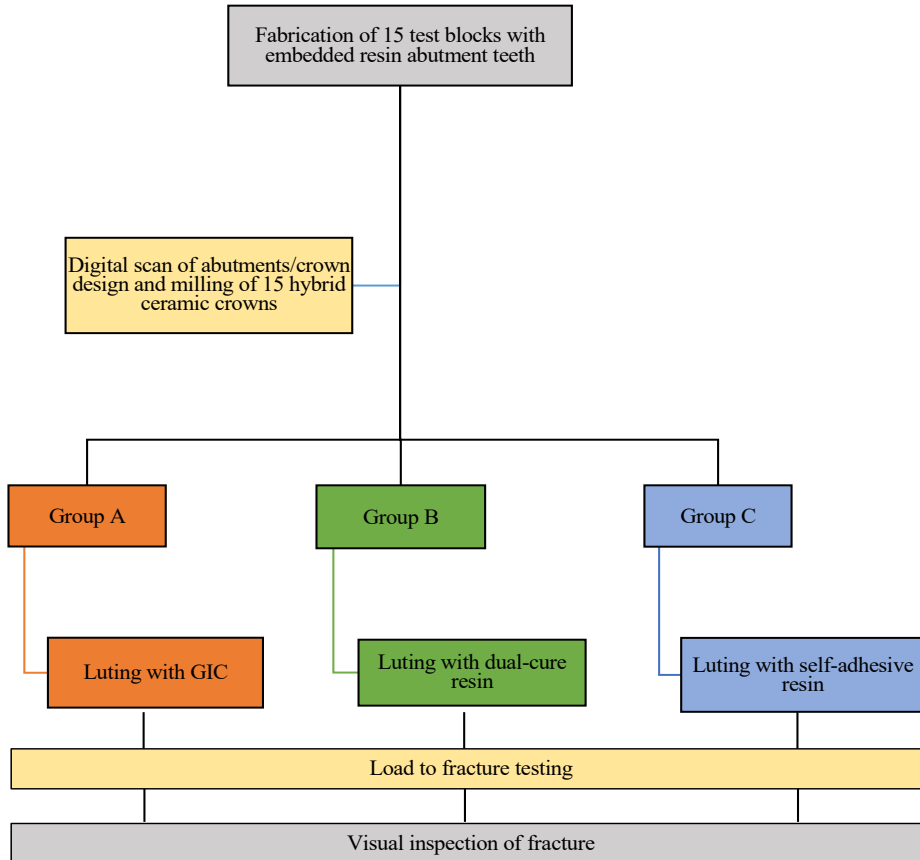 Fabrication of 15 test blocks with
embedded resin abutment teeth
Digital scan of abutments/crown
design and milling of 15 hybrid
ceramic crowns
Group A
Group B
Group C
Luting with GIC
Luting with dual-cure
resin
Luting with self-adhesive
resin
Load to fracture testing
Visual inspection of fracture